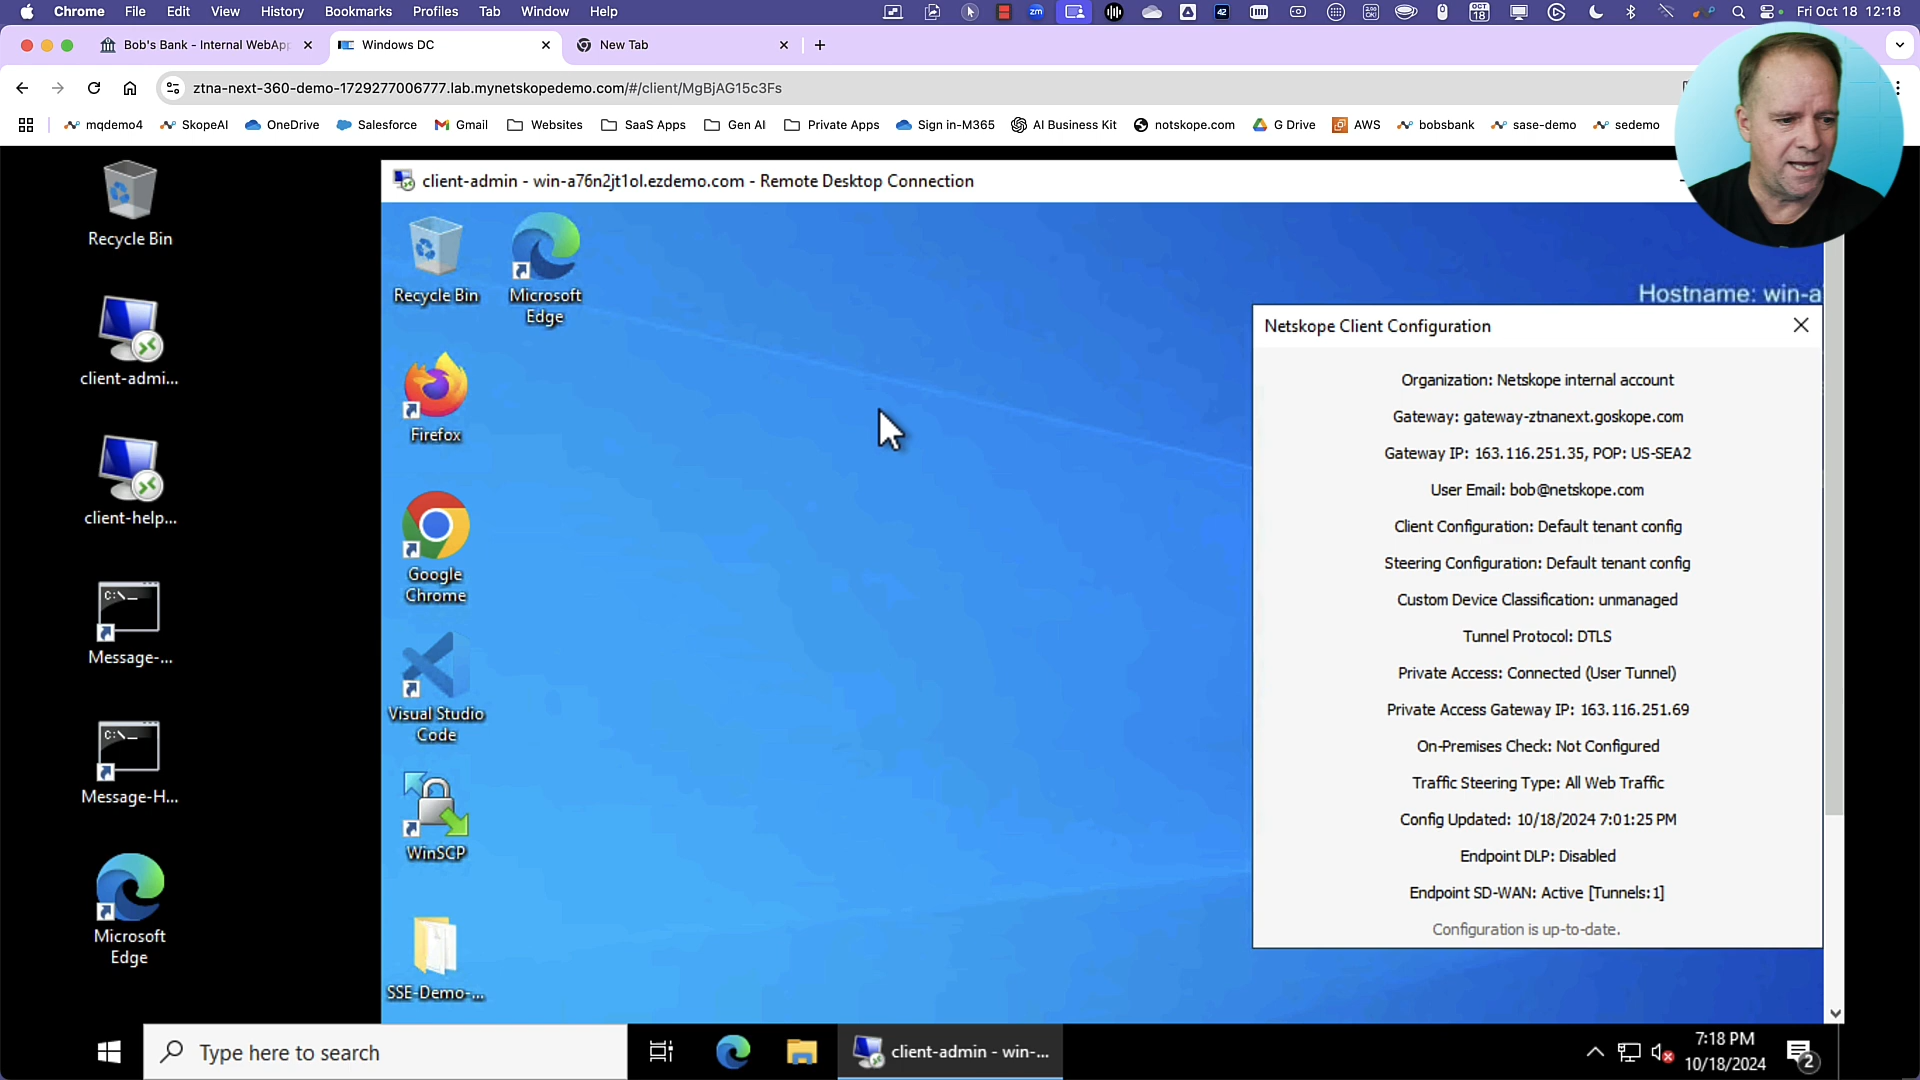 Chrome File Edit View History Bookmarks Profiles Tab Window Help
zm
42
OCT 18
Fri Oct 18 12:18
Bob's Bank - Internal WebApp
Windows DC
New Tab
ztna-next-360-demo-1729277006777.lab.mynetskopedemo.com/#/client/MgBjAG15c3Fs
mqdemo4 SkopeAI OneDrive Salesforce Gmail Websites SaaS Apps Gen AI Private Apps Sign in-M365 AI Business Kit notskope.com G Drive AWS bobsbank sase-demo sedemo
client-admin - win-a76n2jt1ol.ezdemo.com - Remote Desktop Connection
Recycle Bin
client-admi...
client-help...
C:\._
Message-...
C:\._
Message-H...
Microsoft
Edge
Recycle Bin
Microsoft
Edge
Firefox
Google
Chrome
Visual Studio
Code
WinSCP
SSE-Demo-...
Hostname: win-a
Netskope Client Configuration
Organization: Netskope internal account
Gateway: gateway-ztnanext.goskope.com
Gateway IP: 163.116.251.35, POP: US-SEA2
User Email: bob@netskope.com
Client Configuration: Default tenant config
Steering Configuration: Default tenant config
Custom Device Classification: unmanaged
Tunnel Protocol: DTLS
Private Access: Connected (User Tunnel)
Private Access Gateway IP: 163.116.251.69
On-Premises Check: Not Configured
Traffic Steering Type: All Web Traffic
Config Updated: 10/18/2024 7:01:25 PM
Endpoint DLP: Disabled
Endpoint SD-WAN: Active [Tunnels:1]
Configuration is up-to-date.
Type here to search
client-admin - win-...
7:18 PM
10/18/2024
2